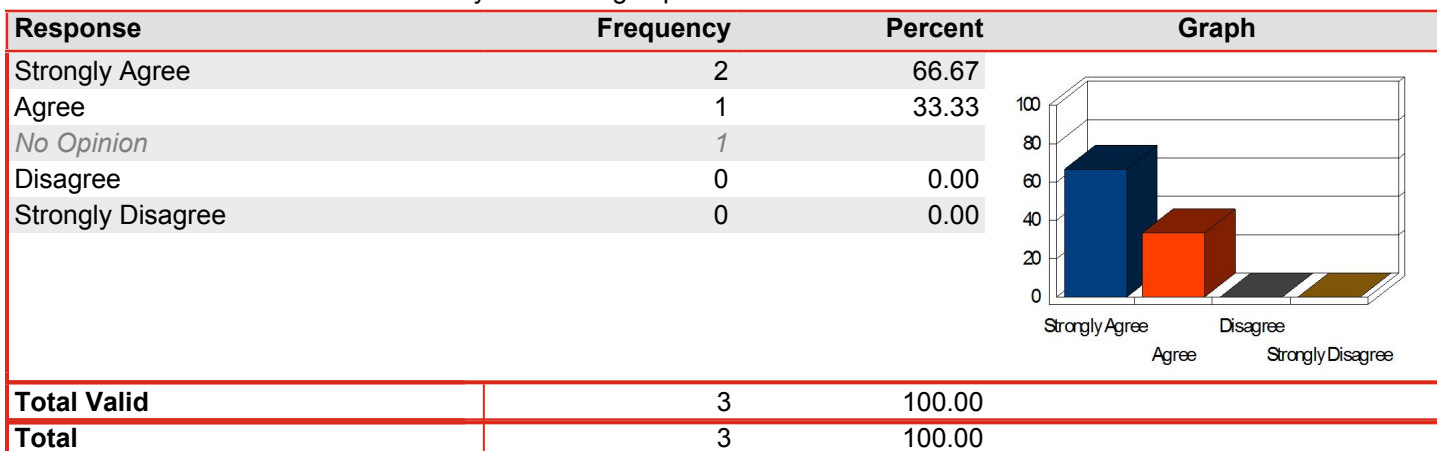 Response Frequency Percent Graph
Strongly Agree 2 66.67
Agree 1 33.33
No Opinion 1
Disagree 0 0.00
Strongly Disagree 0 0.00
100
80
60
40
20
0
Strongly Agree Disagree
Agree Strongly Disagree
Total Valid 3 100.00
Total 3 100.00